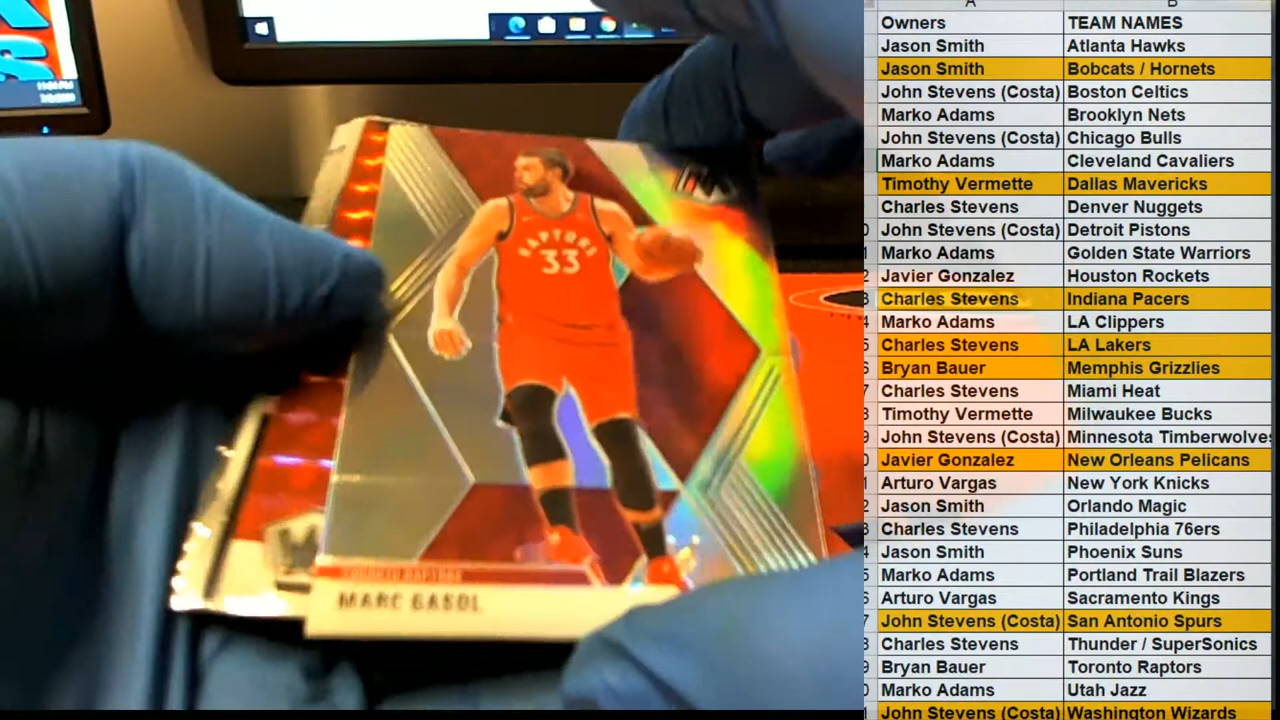 11:04 PM
RAPTORS
33
TORONTO RAPTORS
MARC GASOL
A B
Owners TEAM NAMES
Jason Smith Atlanta Hawks
Jason Smith Bobcats / Hornets
John Stevens (Costa) Boston Celtics
Marko Adams Brooklyn Nets
John Stevens (Costa) Chicago Bulls
Marko Adams Cleveland Cavaliers
Timothy Vermette Dallas Mavericks
Charles Stevens Denver Nuggets
John Stevens (Costa) Detroit Pistons
Marko Adams Golden State Warriors
Javier Gonzalez Houston Rockets
Charles Stevens Indiana Pacers
Marko Adams LA Clippers
Charles Stevens LA Lakers
Bryan Bauer Memphis Grizzlies
Charles Stevens Miami Heat
Timothy Vermette Milwaukee Bucks
John Stevens (Costa) Minnesota Timberwolves
Javier Gonzalez New Orleans Pelicans
Arturo Vargas New York Knicks
Jason Smith Orlando Magic
Charles Stevens Philadelphia 76ers
Jason Smith Phoenix Suns
Marko Adams Portland Trail Blazers
Arturo Vargas Sacramento Kings
John Stevens (Costa) San Antonio Spurs
Charles Stevens Thunder / SuperSonics
Bryan Bauer Toronto Raptors
Marko Adams Utah Jazz
John Stevens (Costa) Washington Wizards